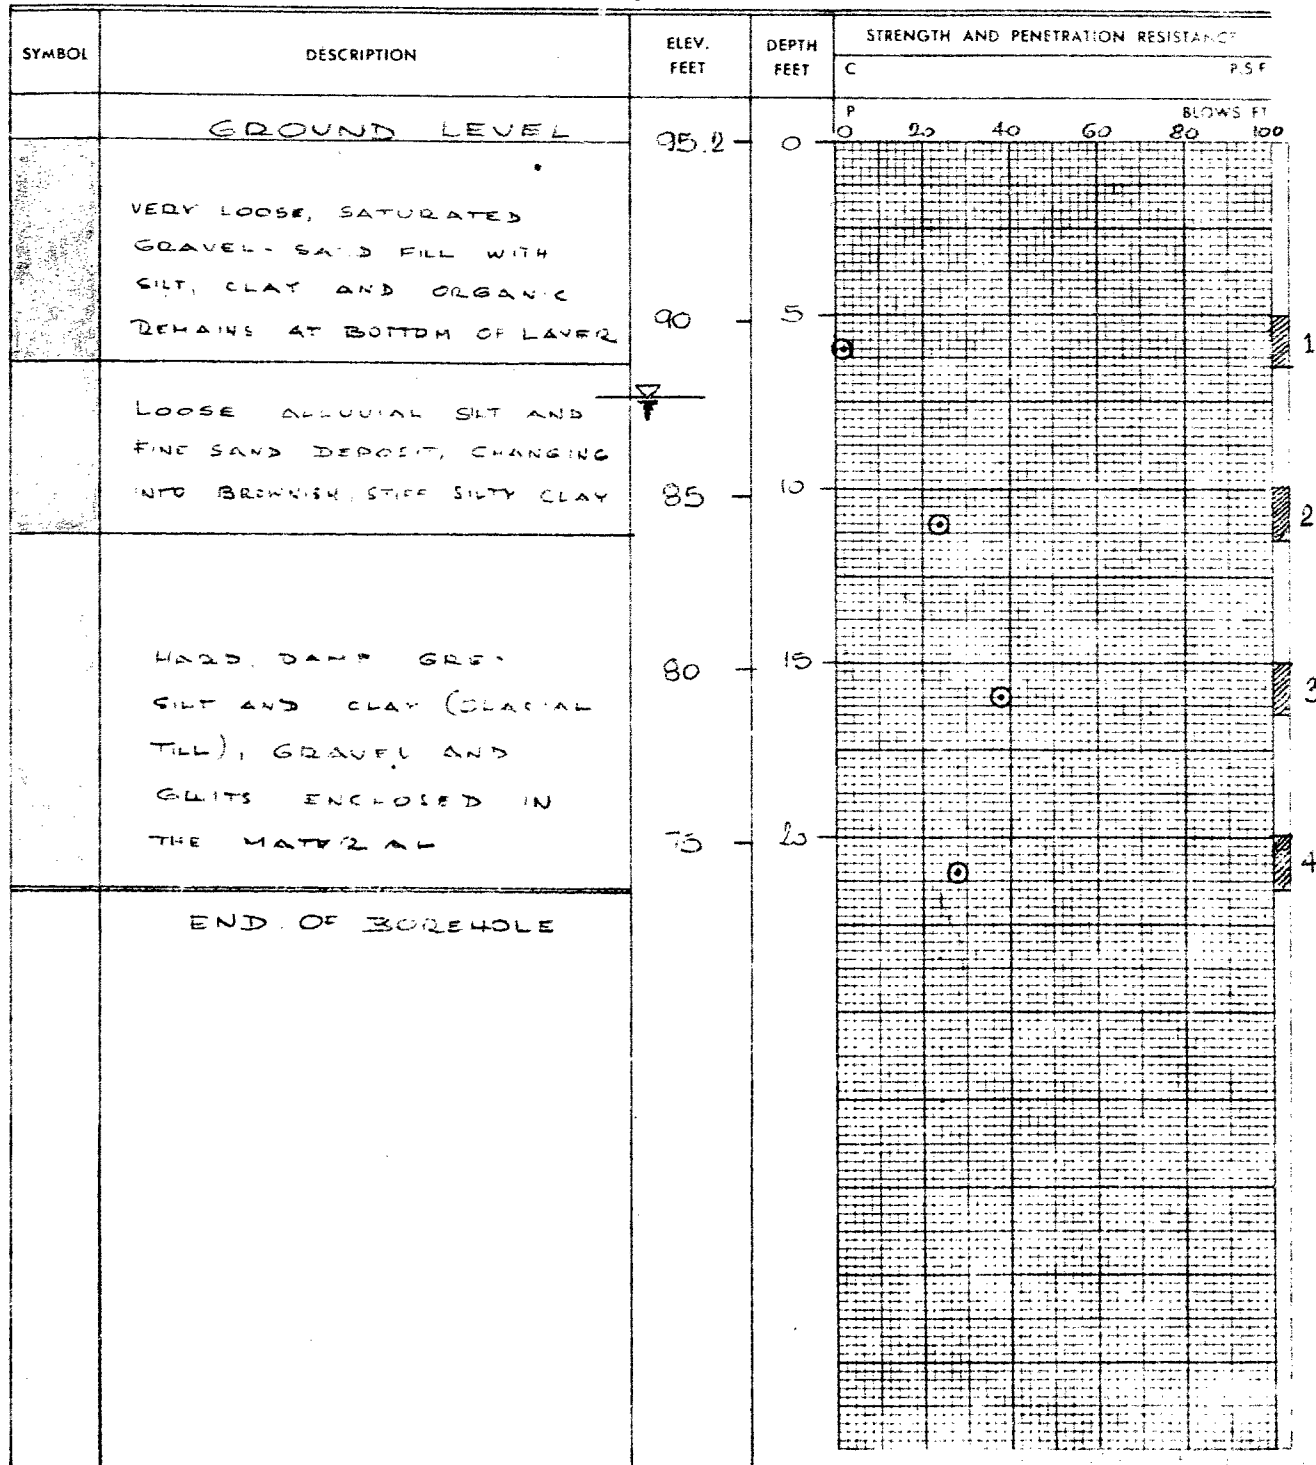 SYMBOL
DESCRIPTION
ELEV.
FEET
DEPTH
FEET
STRENGTH AND PENETRATION RESISTANCE
C P.S.F
P BLOWS FT
0 20 40 60 80 100
GROUND LEVEL
95.2 0
VERY LOOSE, SATURATED
GRAVEL - SAND FILL WITH
SILT, CLAY AND ORGANIC
REMAINS AT BOTTOM OF LAYER
90 5 1
LOOSE ALLUVIAL SILT AND
FINE SAND DEPOSIT, CHANGING
INTO BROWNISH, STIFF SILTY CLAY
85 10 2
HARD, DAMP GREY
SILT AND CLAY (GLACIAL
TILL), GRAVEL AND
ENCLOSED IN
THE MATERIAL
80 15 3
75 20 4
END OF BOREHOLE